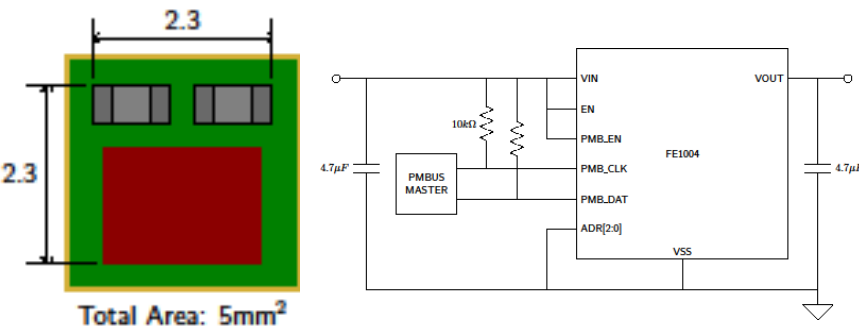 2.3
2.3
Total Area: 5mm²
VIN
VOUT
EN
10kΩ
PMB_EN
FE1004
4.7μF
PMBUS
MASTER
PMB_CLK
4.7μF
PMB_DAT
ADR[2:0]
VSS